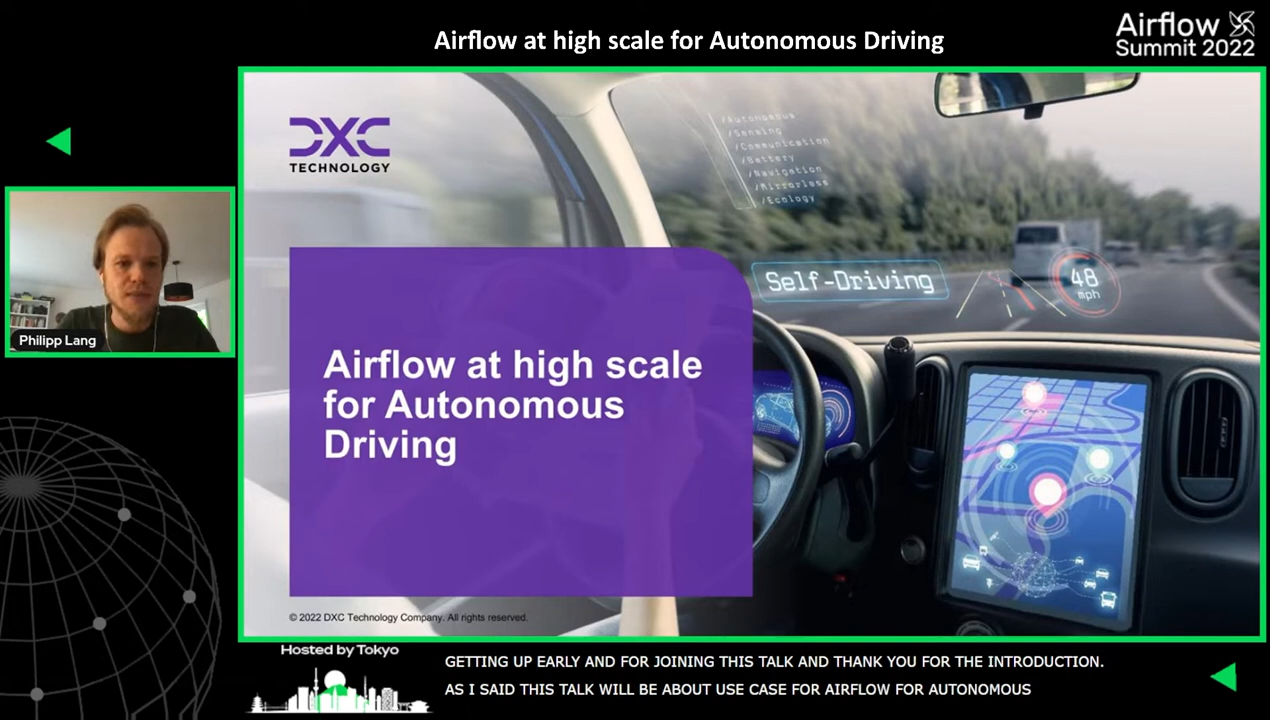 Airflow at high scale for Autonomous Driving
Airflow
Summit 2022
DXC
TECHNOLOGY
/Autonomous
/Sensing
/Communication
/Battery
/Navigation
/Mirrorless
/Ecology
Self-Driving
48
mph
Airflow at high scale
for Autonomous
Driving
Philipp Lang
© 2022 DXC Technology Company. All rights reserved.
Hosted by Tokyo
GETTING UP EARLY AND FOR JOINING THIS TALK AND THANK YOU FOR THE INTRODUCTION.
AS I SAID THIS TALK WILL BE ABOUT USE CASE FOR AIRFLOW FOR AUTONOMOUS